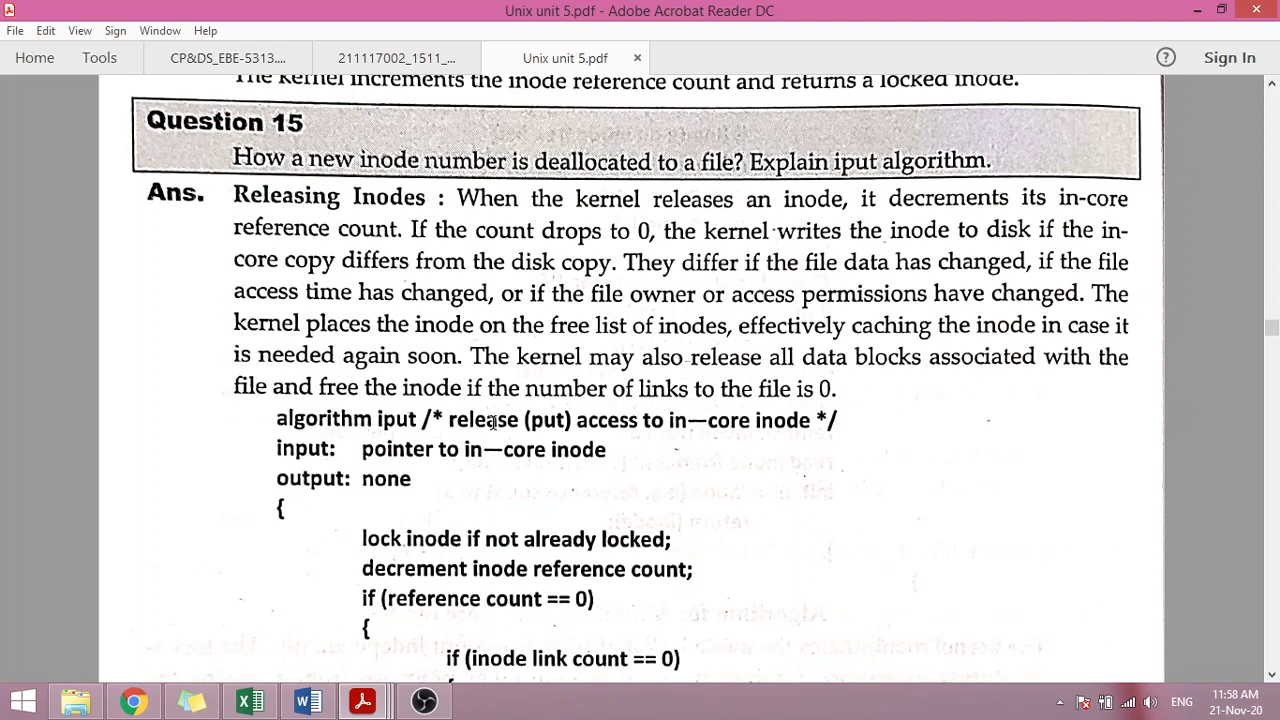 Unix unit 5.pdf - Adobe Acrobat Reader DC
File Edit View Sign Window Help
Home Tools CP&DS_EBE-5313.... 211117002_1511_... Unix unit 5.pdf × Sign In
The kernel increments the inode reference count and returns a locked inode.
Question 15
How a new inode number is deallocated to a file? Explain iput algorithm.
Ans. Releasing Inodes : When the kernel releases an inode, it decrements its in-core
reference count. If the count drops to 0, the kernel writes the inode to disk if the in-
core copy differs from the disk copy. They differ if the file data has changed, if the file
access time has changed, or if the file owner or access permissions have changed. The
kernel places the inode on the free list of inodes, effectively caching the inode in case it
is needed again soon. The kernel may also release all data blocks associated with the
file and free the inode if the number of links to the file is 0.
algorithm iput /* release (put) access to in—core inode */
input: pointer to in—core inode
output: none
{
lock inode if not already locked;
decrement inode reference count;
if (reference count == 0)
{
if (inode link count == 0)
ENG
11:58 AM
21-Nov-20